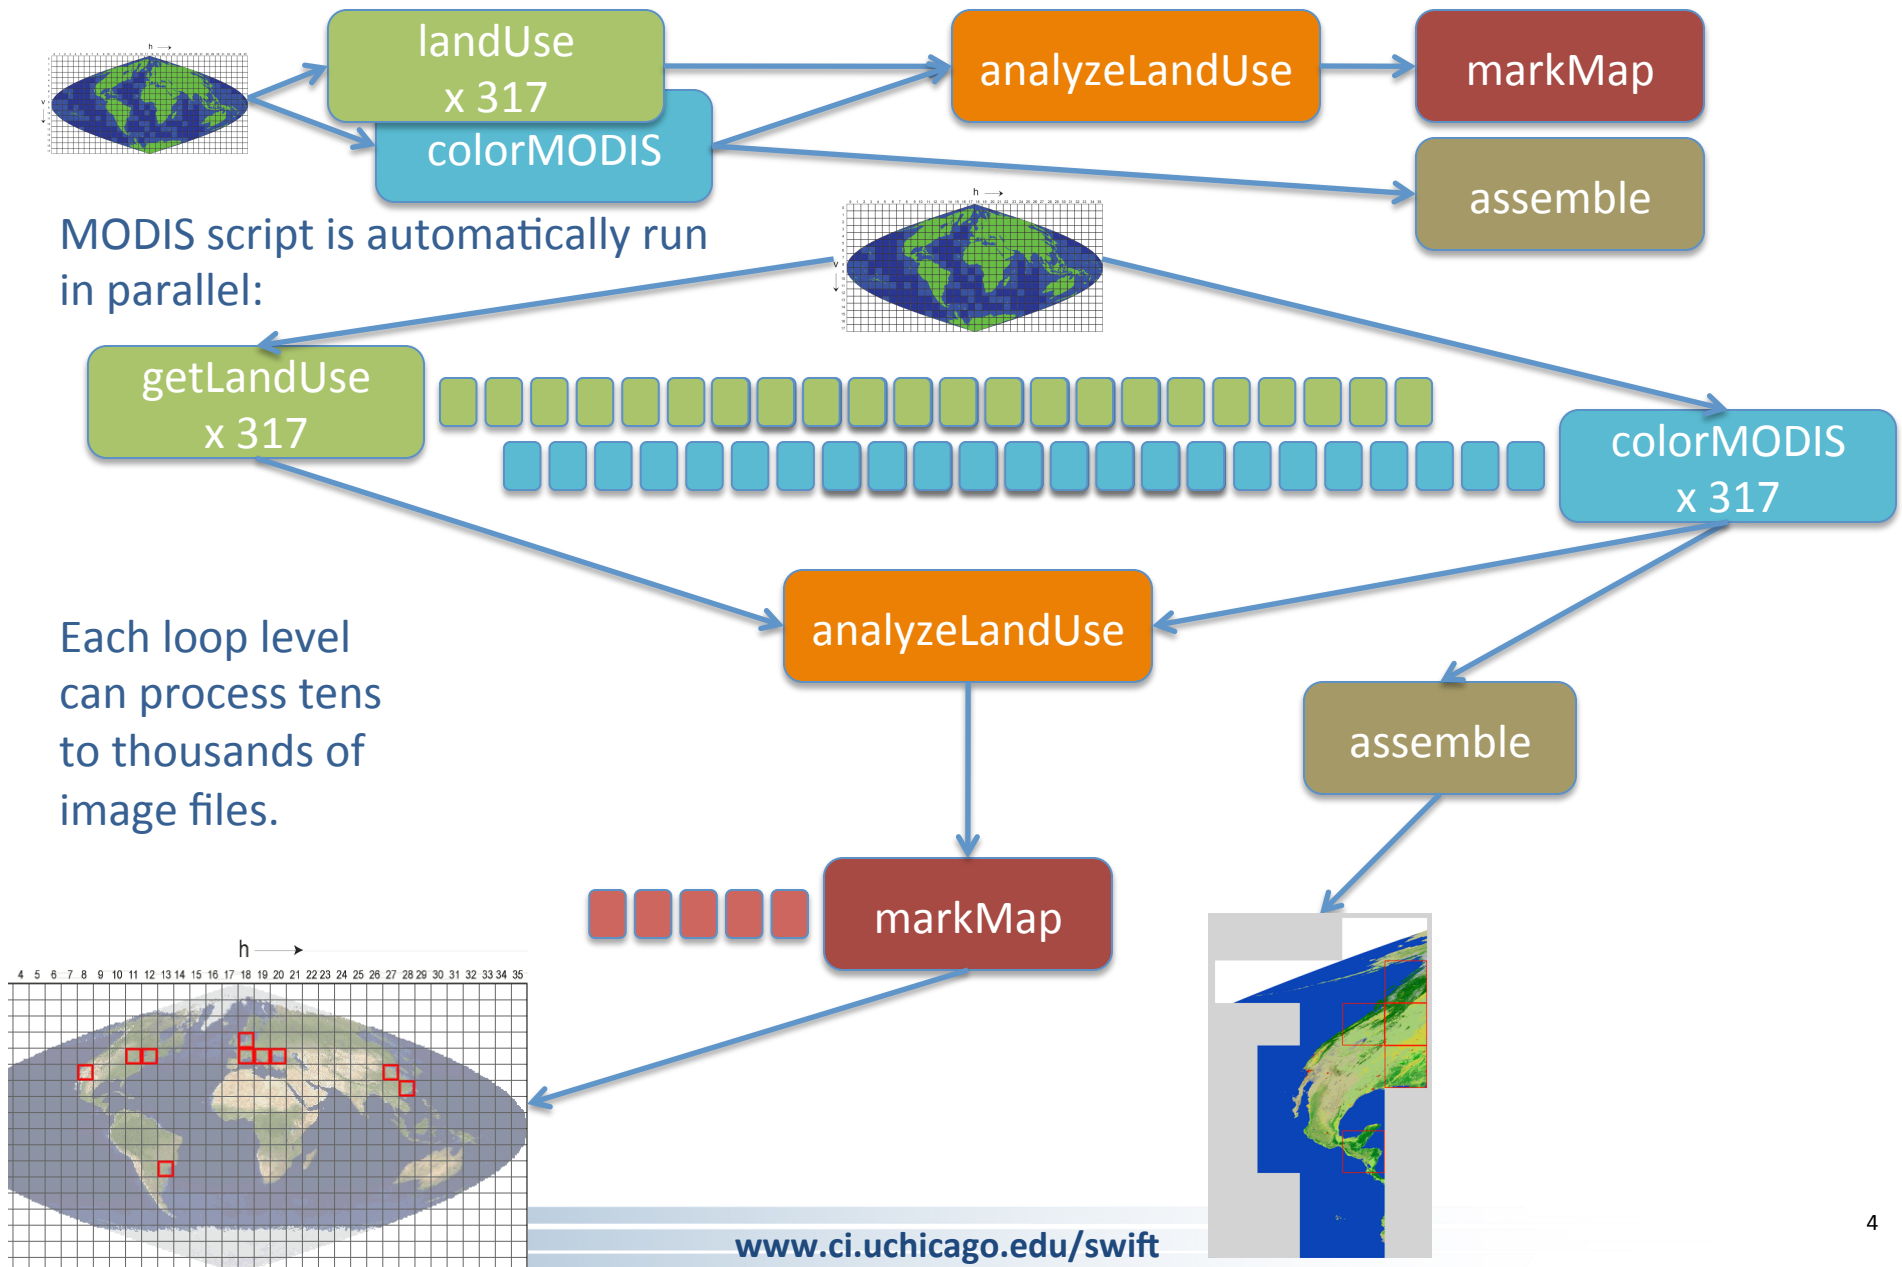 h
v
landUse
x 317
colorMODIS
analyzeLandUse
markMap
assemble
MODIS script is automatically run
in parallel:
h
v
getLandUse
x 317
colorMODIS
x 317
analyzeLandUse
Each loop level
can process tens
to thousands of
image files.
assemble
markMap
h
4 5 6 7 8 9 10 11 12 13 14 15 16 17 18 19 20 21 22 23 24 25 26 27 28 29 30 31 32 33 34 35
www.ci.uchicago.edu/swift
4